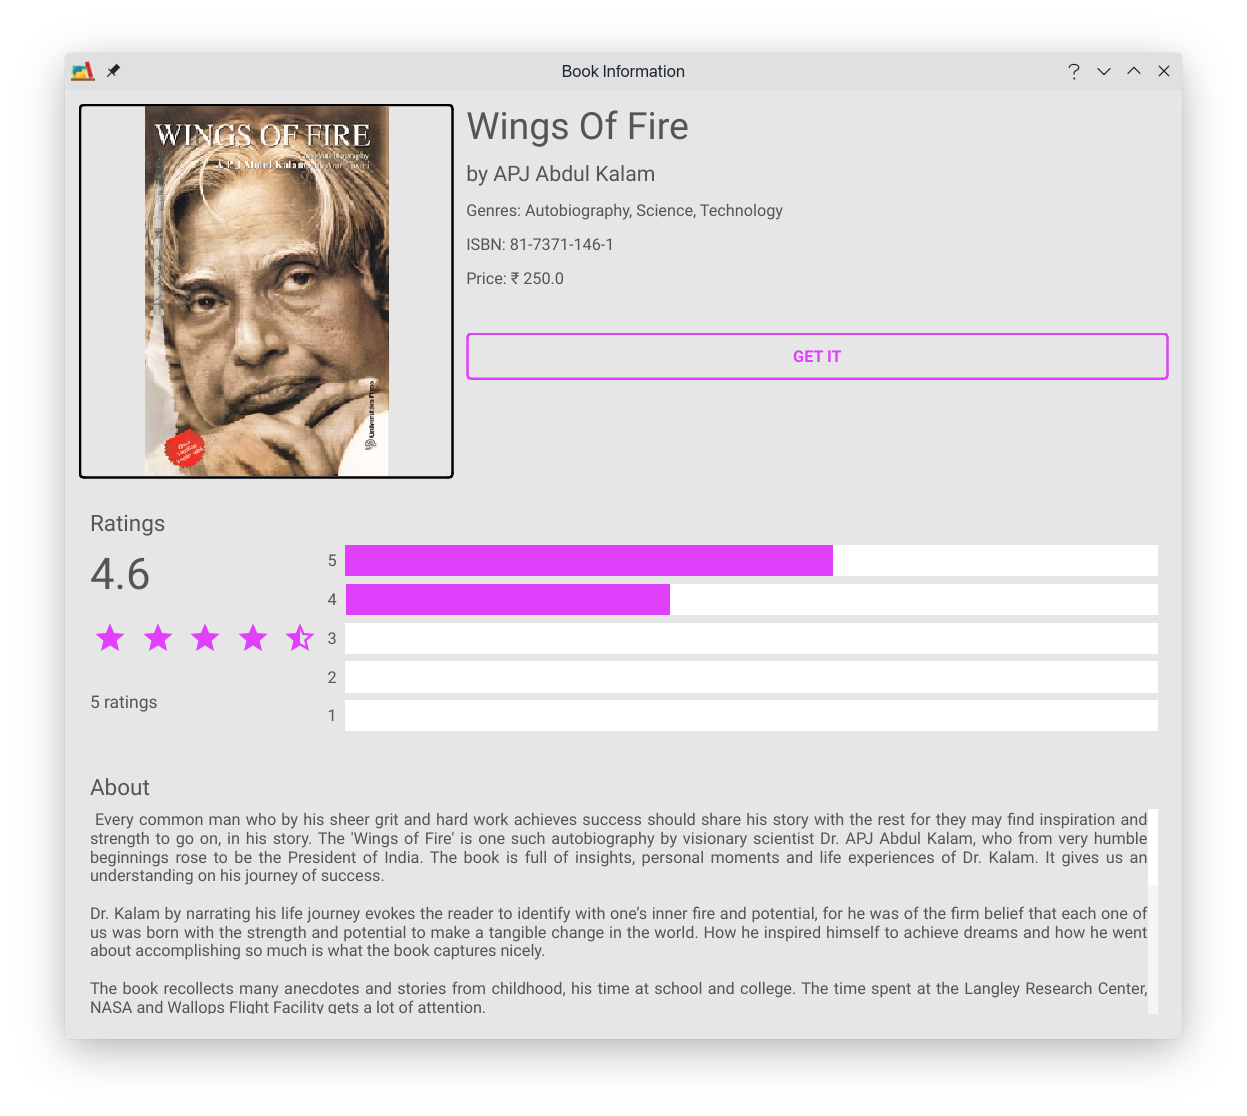 Book Information
WINGS OF FIRE
A P J Abdul Kalam
Universities Press
Wings Of Fire
by APJ Abdul Kalam
Genres: Autobiography, Science, Technology
ISBN: 81-7371-146-1
Price: ₹ 250.0
GET IT
Ratings
4.6
5 ratings
5
4
3
2
1
About
Every common man who by his sheer grit and hard work achieves success should share his story with the rest for they may find inspiration and
strength to go on, in his story. The 'Wings of Fire' is one such autobiography by visionary scientist Dr. APJ Abdul Kalam, who from very humble
beginnings rose to be the President of India. The book is full of insights, personal moments and life experiences of Dr. Kalam. It gives us an
understanding on his journey of success.
Dr. Kalam by narrating his life journey evokes the reader to identify with one’s inner fire and potential, for he was of the firm belief that each one of
us was born with the strength and potential to make a tangible change in the world. How he inspired himself to achieve dreams and how he went
about accomplishing so much is what the book captures nicely.
The book recollects many anecdotes and stories from childhood, his time at school and college. The time spent at the Langley Research Center,
NASA and Wallops Flight Facility gets a lot of attention.